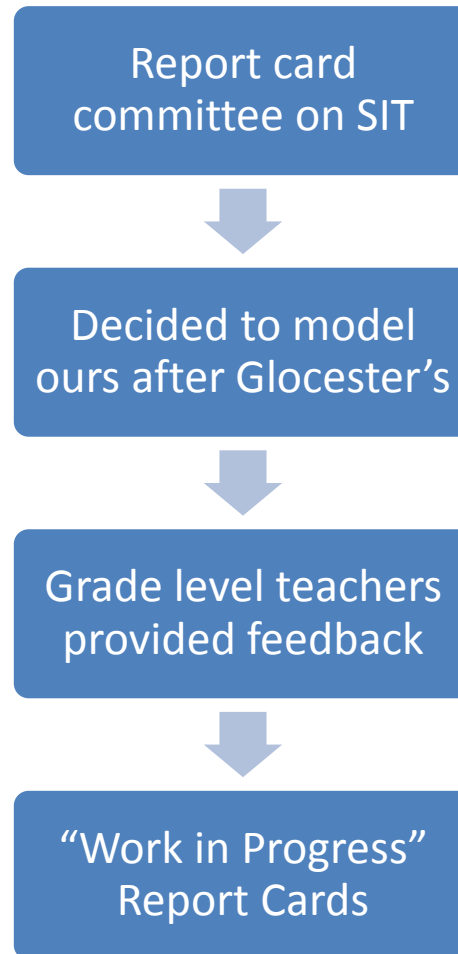 Report card
committee on SIT
Decided to model
ours after Glocester’s
Grade level teachers
provided feedback
“Work in Progress”
Report Cards